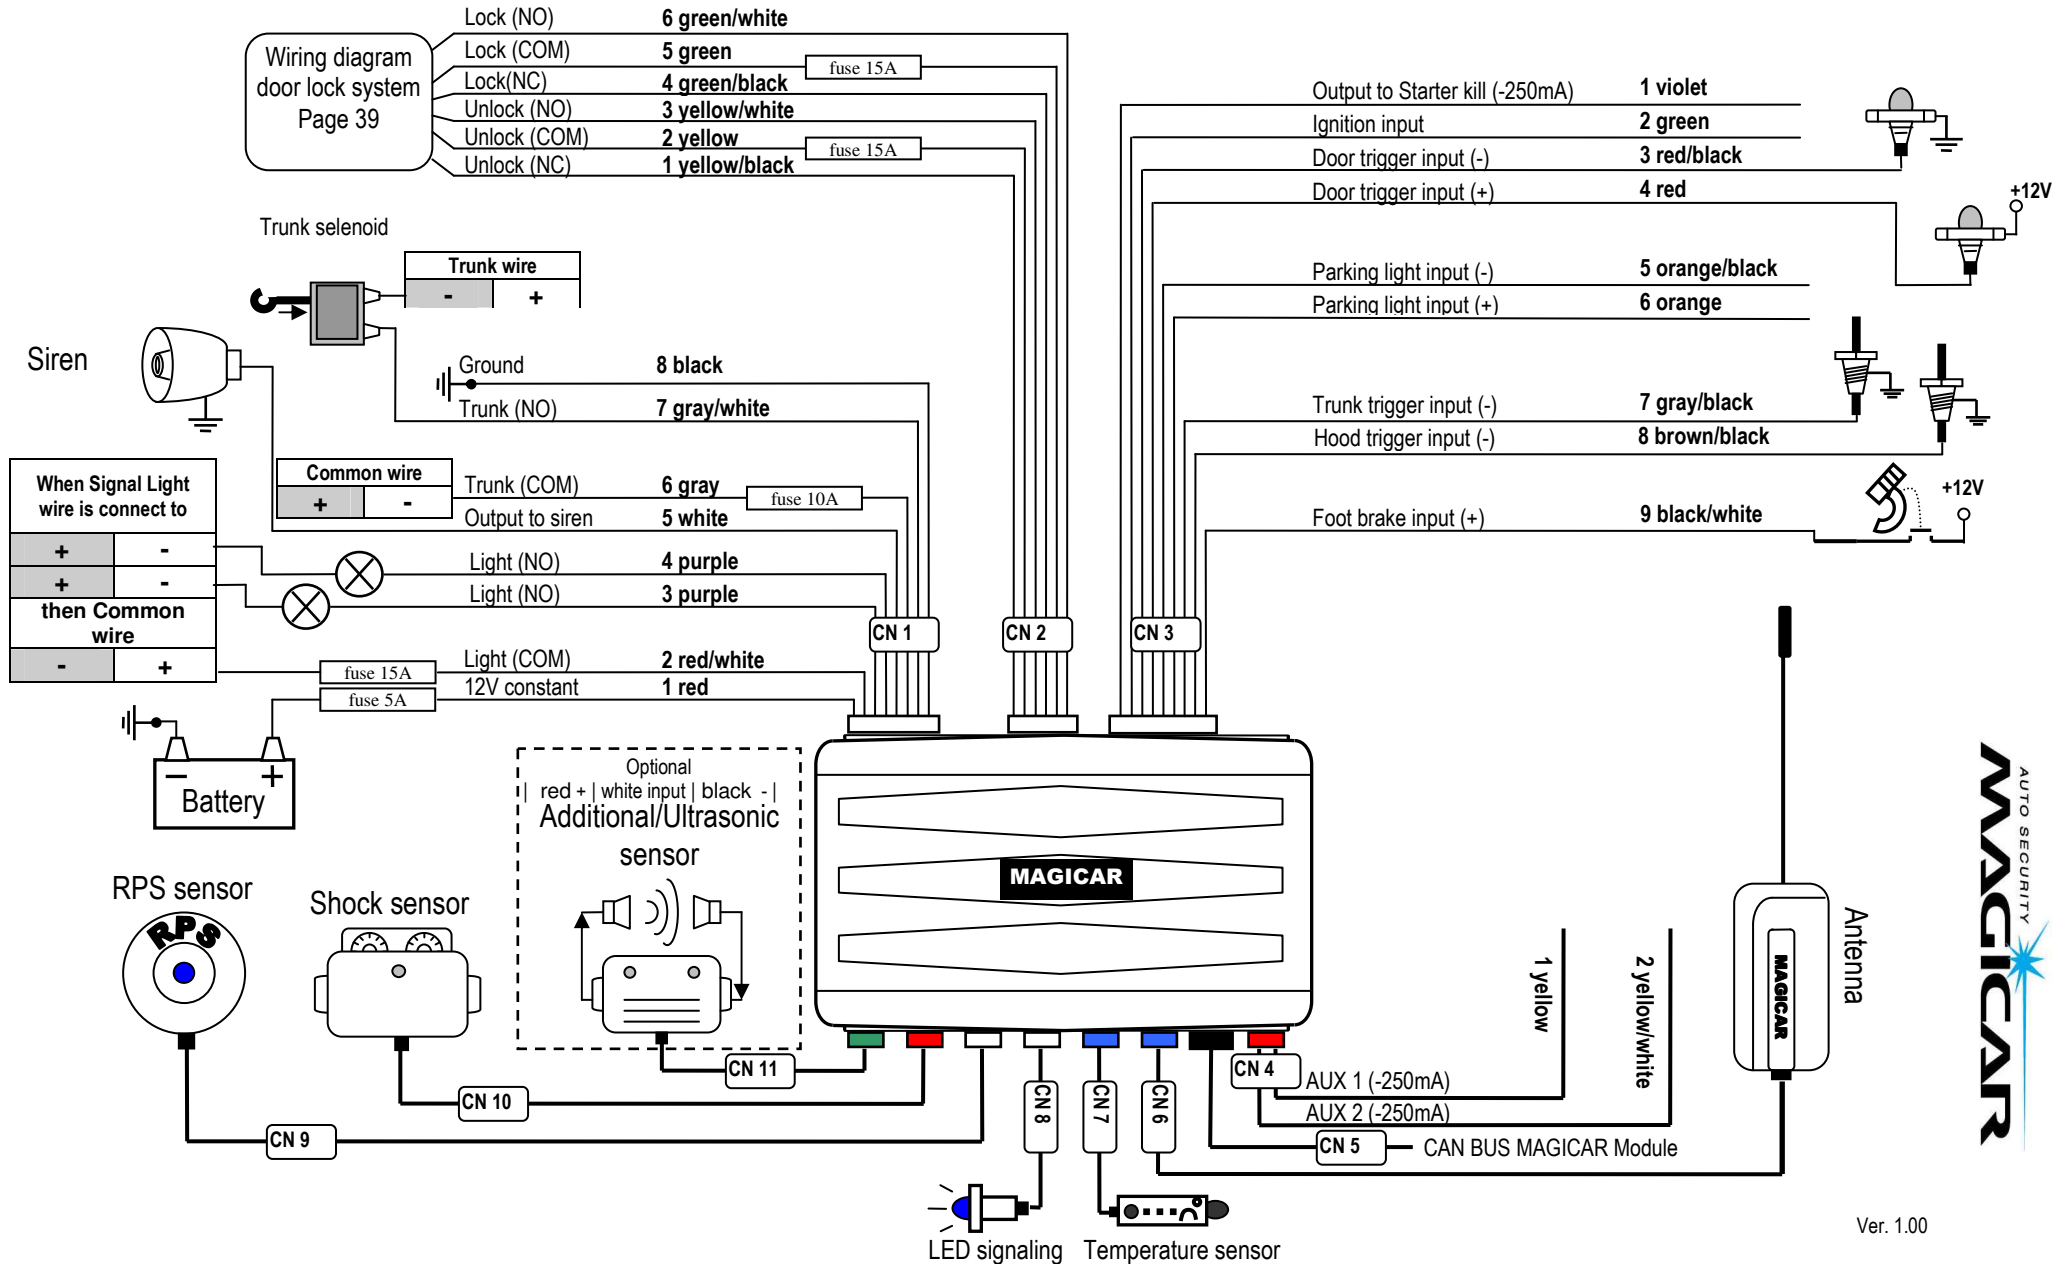 Wiring diagram
door lock system
Page 39
Lock (NO) 6 green/white
Lock (COM) 5 green
fuse 15A
Lock(NC) 4 green/black
Unlock (NO) 3 yellow/white
Unlock (COM) 2 yellow
fuse 15A
Unlock (NC) 1 yellow/black
Trunk selenoid
Trunk wire
- +
Siren
Ground 8 black
Trunk (NO) 7 gray/white
Common wire
+ -
Trunk (COM) 6 gray
fuse 10A
Output to siren 5 white
When Signal Light
wire is connect to
+ -
+ -
then Common
wire
- +
Light (NO) 4 purple
Light (NO) 3 purple
fuse 15A
Light (COM) 2 red/white
fuse 5A
12V constant 1 red
CN 1
CN 2
CN 3
Output to Starter kill (-250mA) 1 violet
Ignition input 2 green
Door trigger input (-) 3 red/black
Door trigger input (+) 4 red
+12V
Parking light input (-) 5 orange/black
Parking light input (+) 6 orange
Trunk trigger input (-) 7 gray/black
Hood trigger input (-) 8 brown/black
Foot brake input (+) 9 black/white
+12V
− +
Battery
Optional
| red + | white input | black - |
Additional/Ultrasonic
sensor
MAGICAR
RPS sensor
RPS
Shock sensor
CN 11
CN 10
CN 9
CN 8
CN 7
CN 6
CN 4
AUX 1 (-250mA)
AUX 2 (-250mA)
1 yellow
2 yellow/white
CN 5
CAN BUS MAGICAR Module
MAGICAR
Antenna
AUTO SECURITY
MAGICAR
LED signaling
Temperature sensor
Ver. 1.00